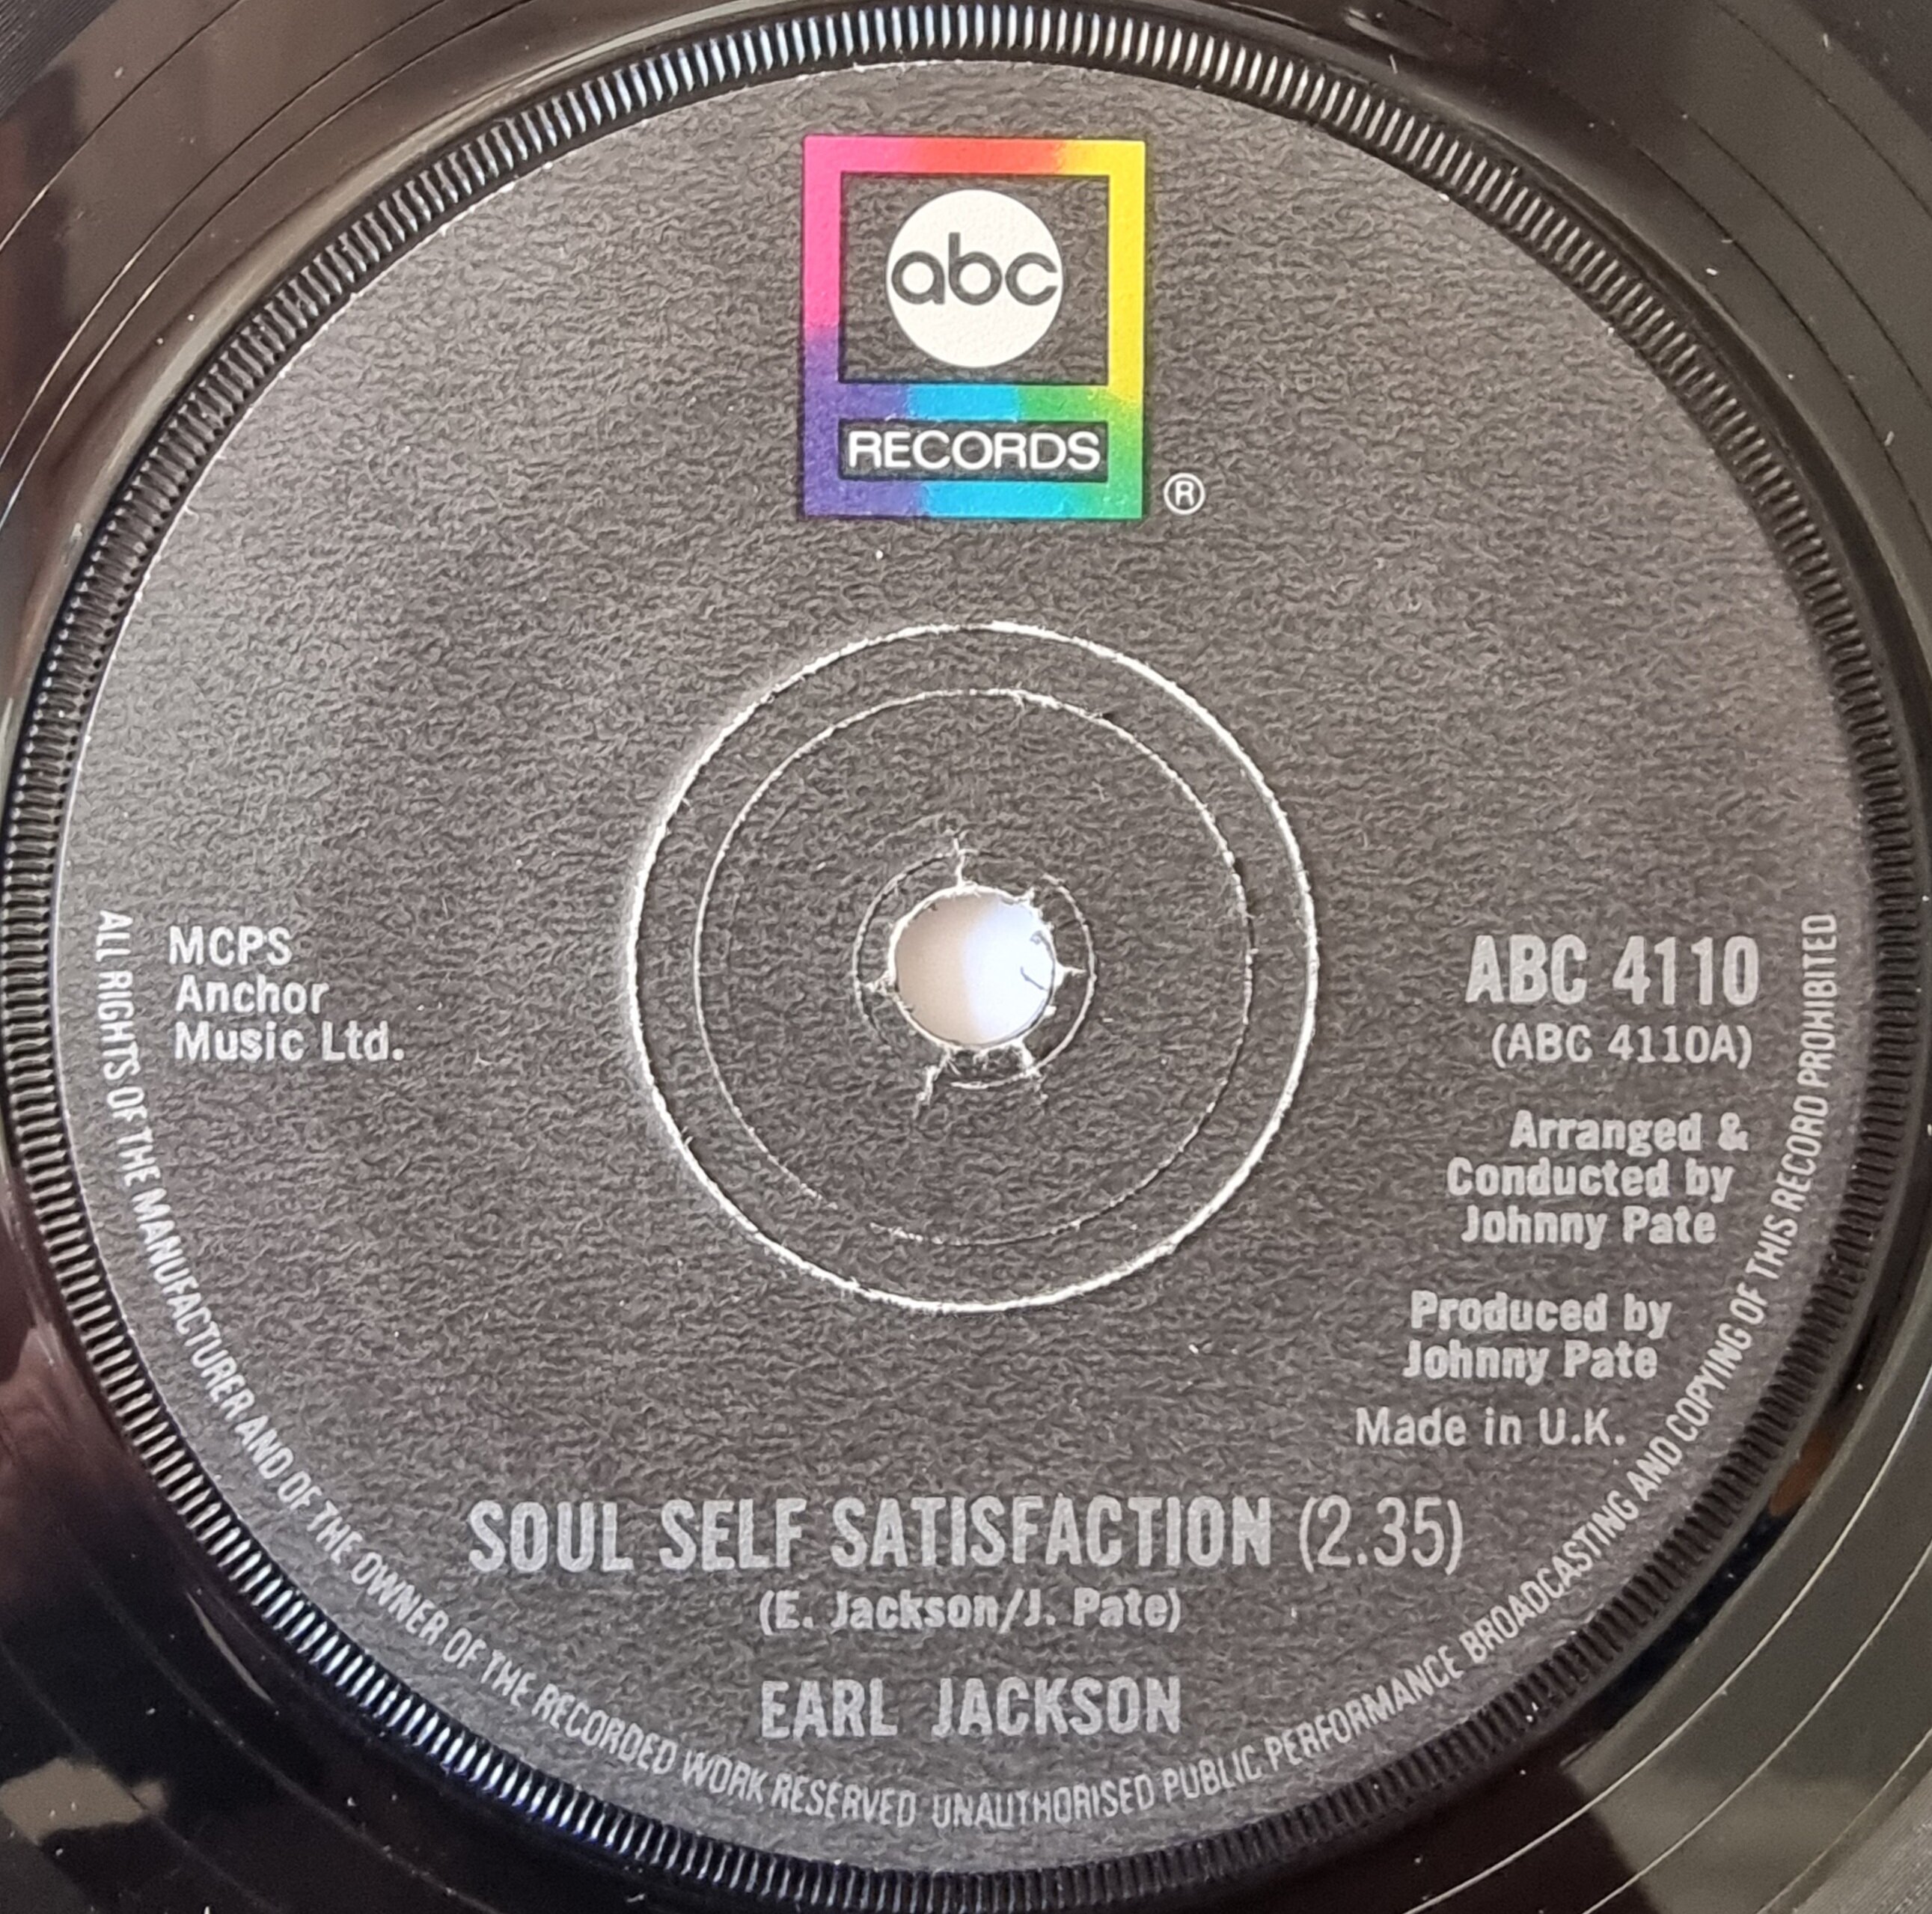 abc
RECORDS
®
MCPS
Anchor
Music Ltd.
ABC 4110
(ABC 4110A)
Arranged &
Conducted by
Johnny Pate
Produced by
Johnny Pate
Made in U.K.
SOUL SELF SATISFACTION (2.35)
(E. Jackson/J. Pate)
EARL JACKSON
ALL RIGHTS OF THE MANUFACTURER AND OF THE OWNER OF THE RECORDED WORK RESERVED UNAUTHORISED PUBLIC PERFORMANCE BROADCASTING AND COPYING OF THIS RECORD PROHIBITED